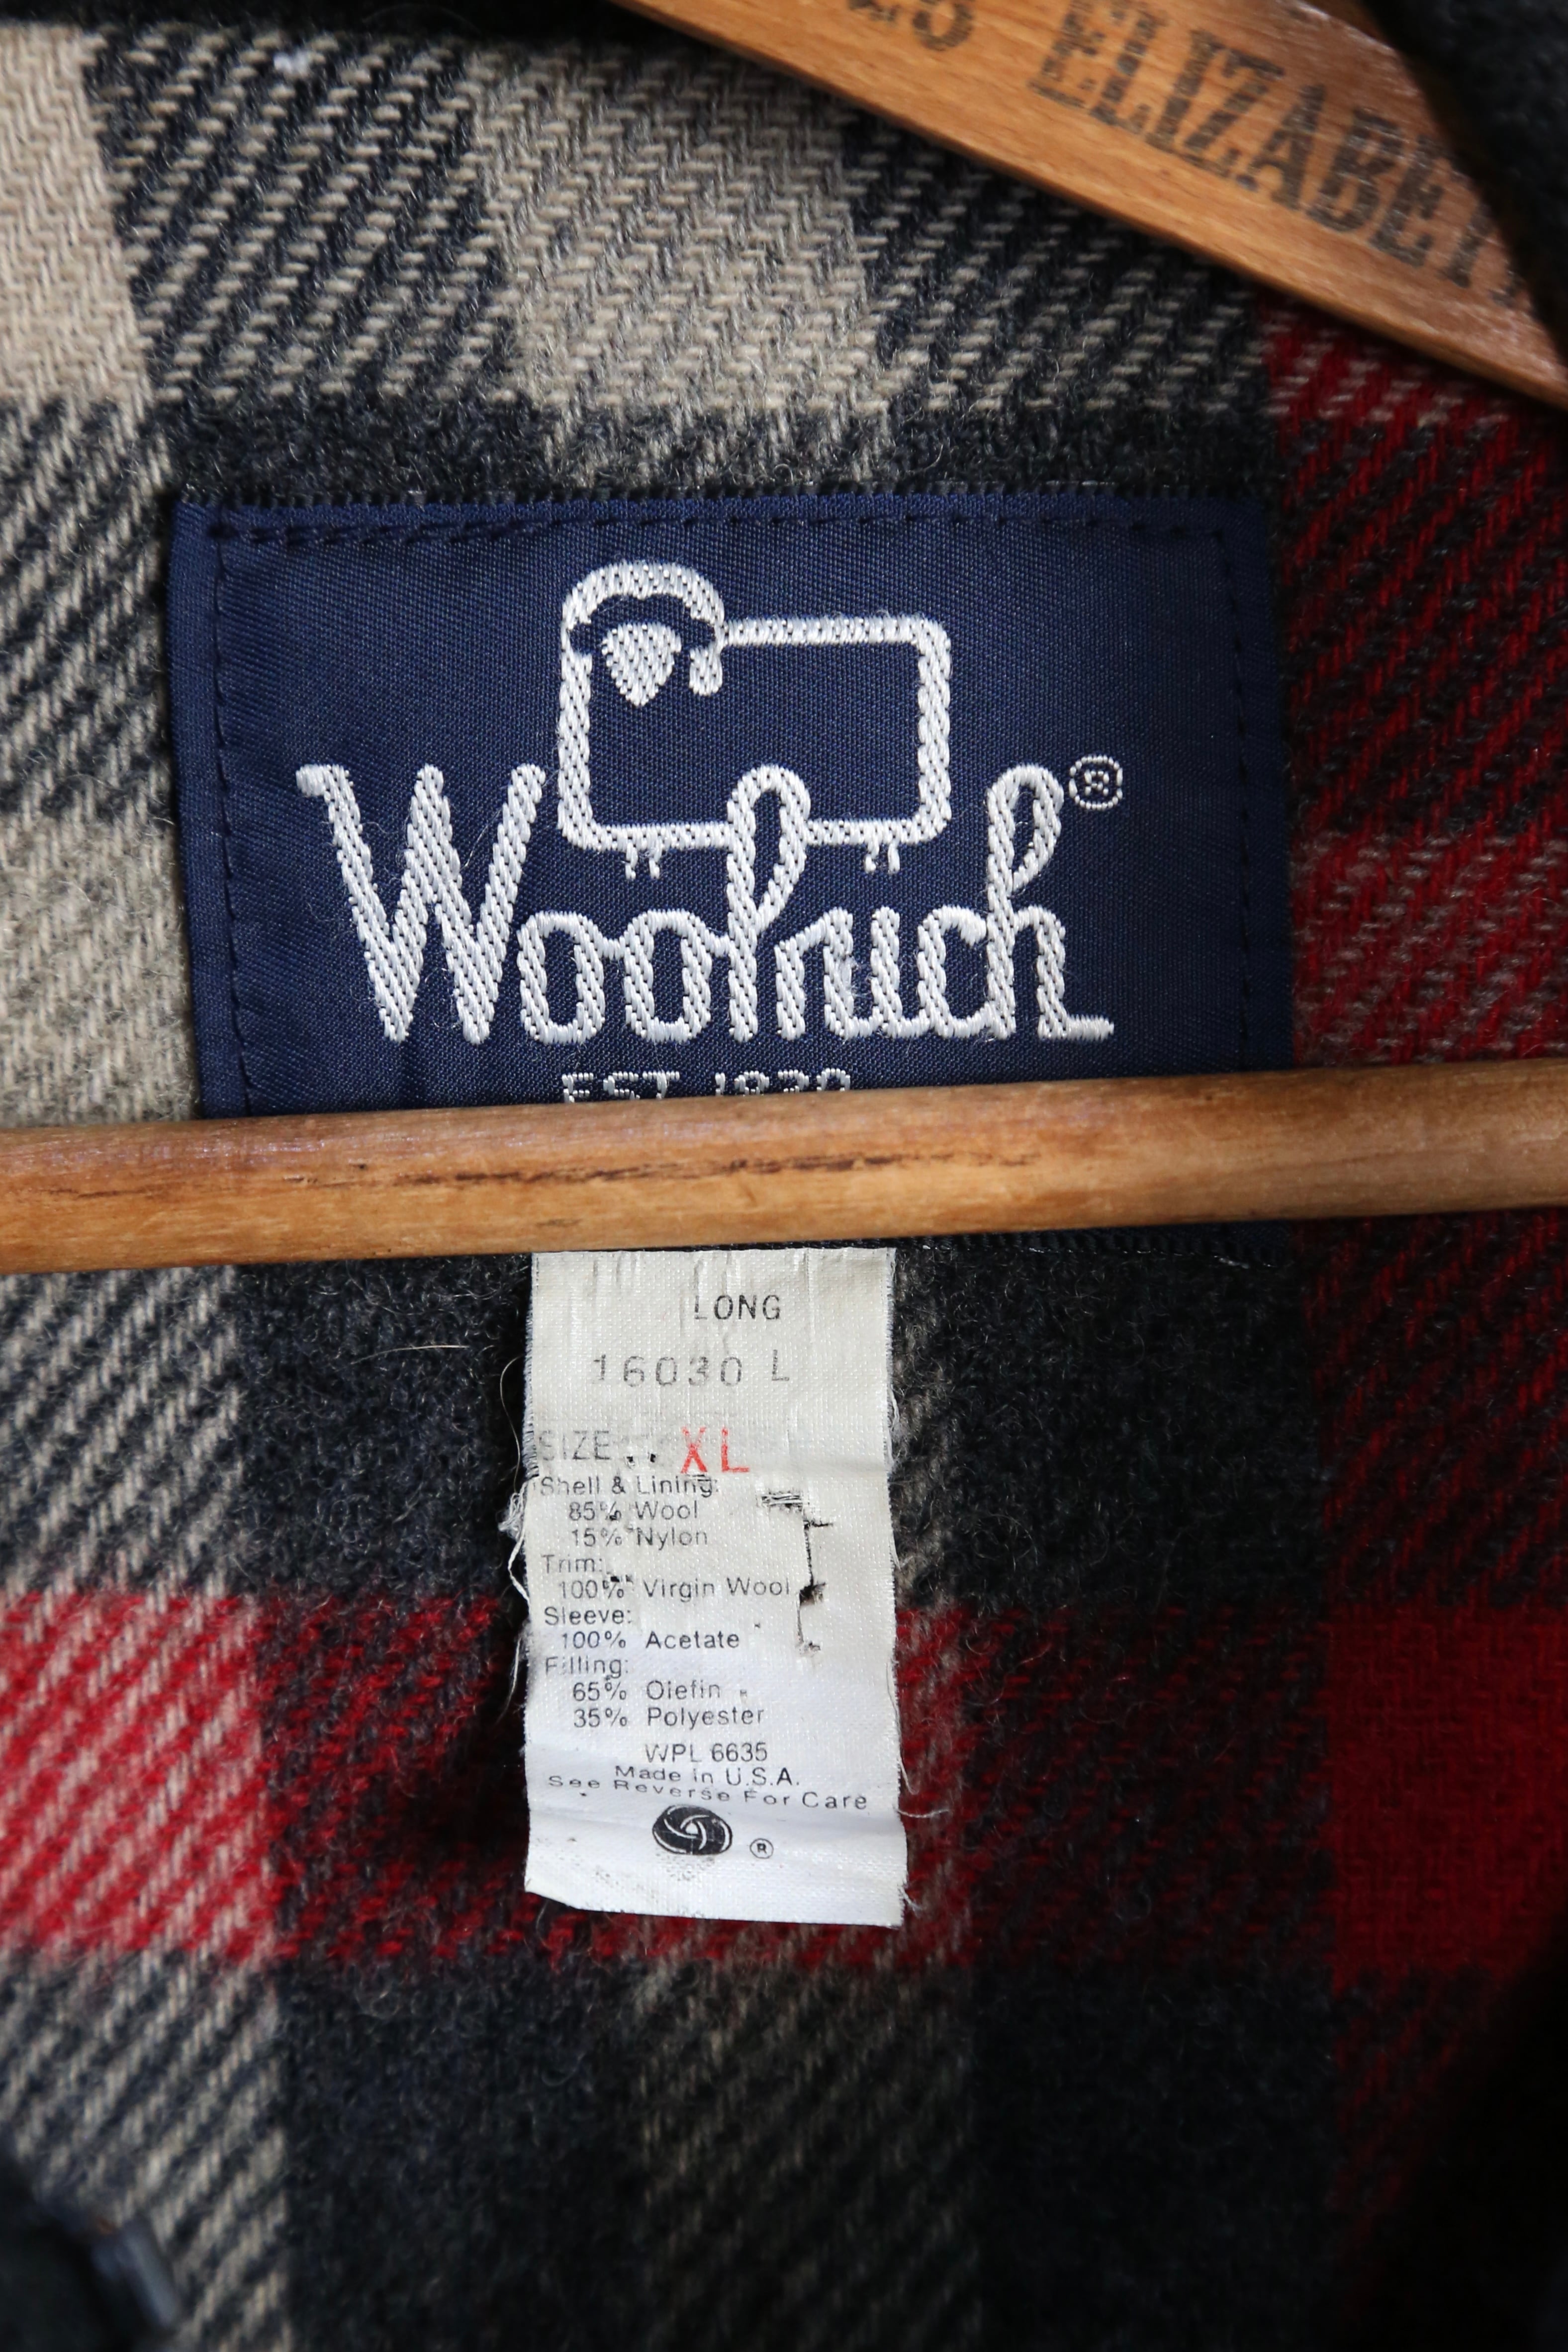 ELIZABET
Woolrich®
EST. 1830
LONG
16030 L
SIZE .. XL
Shell & Lining:
85% Wool
15% Nylon
Trim:
100% Virgin Wool
Sleeve:
100% Acetate
Filling:
65% Olefin
35% Polyester
WPL 6635
Made in U.S.A.
See Reverse For Care
®